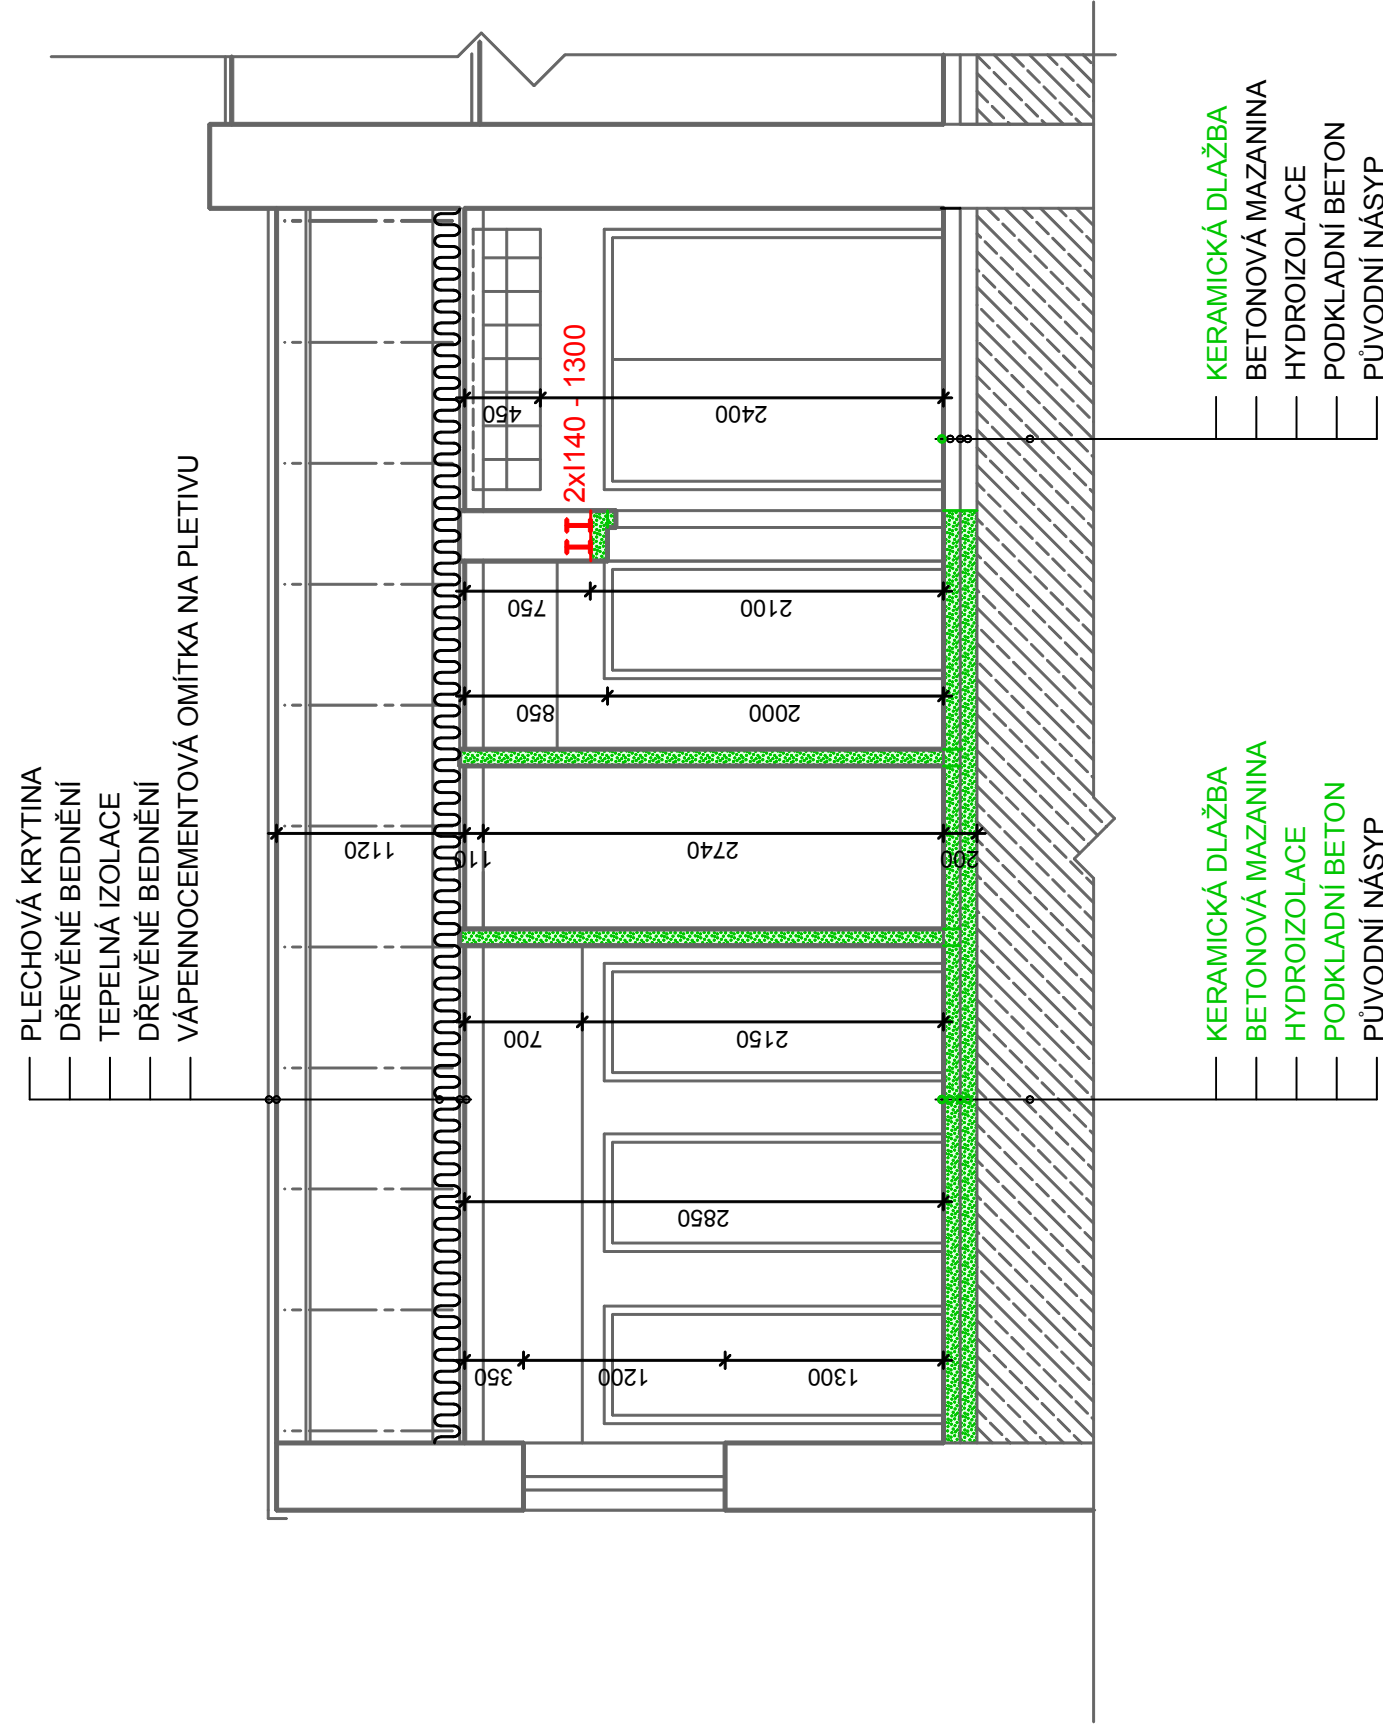 PLECHOVÁ KRYTINA
DŘEVĚNÉ BEDNĚNÍ
TEPELNÁ IZOLACE
DŘEVĚNÉ BEDNĚNÍ
VÁPENNOCEMENTOVÁ OMÍTKA NA PLETIVU
350
1200
1300
2850
700
2150
1120
110
2740
200
850
2000
750
2100
2xI140 - 1300
450
2400
KERAMICKÁ DLAŽBA
BETONOVÁ MAZANINA
HYDROIZOLACE
PODKLADNÍ BETON
PŮVODNÍ NÁSYP
KERAMICKÁ DLAŽBA
BETONOVÁ MAZANINA
HYDROIZOLACE
PODKLADNÍ BETON
PŮVODNÍ NÁSYP